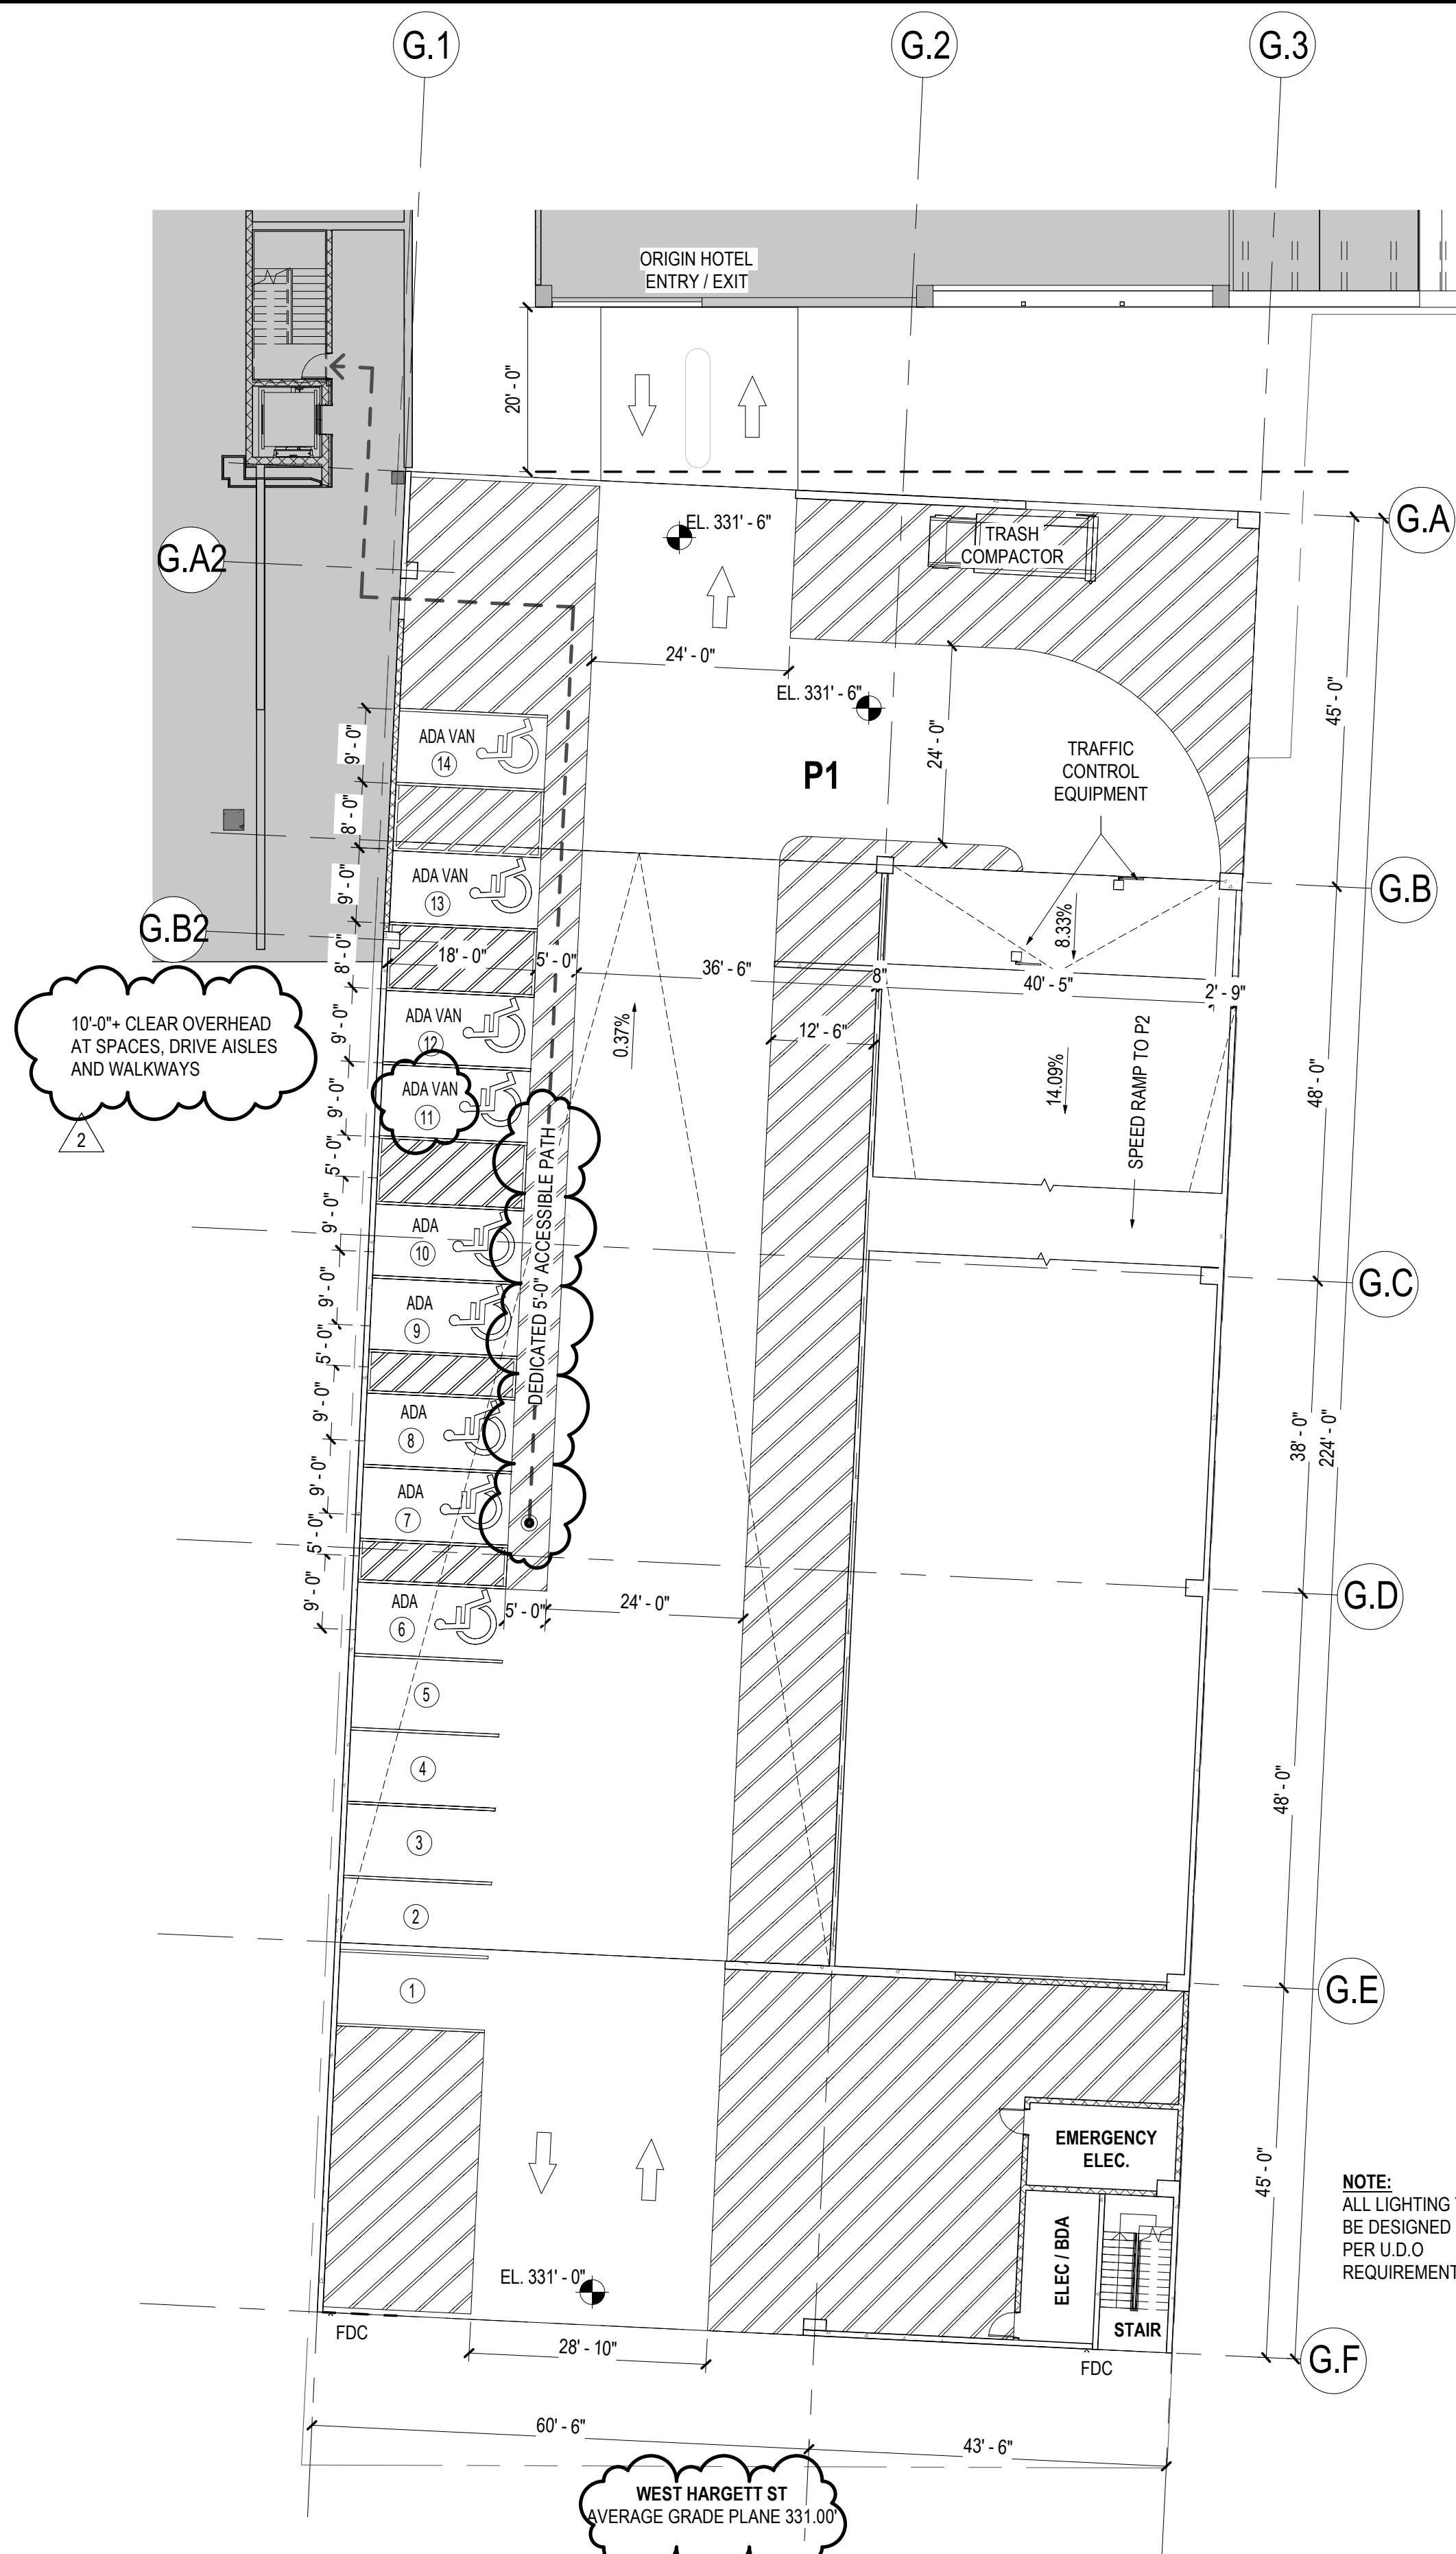 G.1
G.2
G.3
ORIGIN HOTEL
ENTRY / EXIT
20' - 0"
G.A
EL. 331' - 6"
TRASH
COMPACTOR
G.A2
24' - 0"
EL. 331' - 6"
45' - 0"
9' - 0"
ADA VAN
14
24' - 0"
TRAFFIC
CONTROL
EQUIPMENT
P1
8' - 0"
9' - 0"
ADA VAN
13
G.B
G.B2
8' - 0"
18' - 0"
5' - 0"
36' - 6"
8"
40' - 5"
2' - 9"
8.33%
10'-0"+ CLEAR OVERHEAD
AT SPACES, DRIVE AISLES
AND WALKWAYS
2
9' - 0"
ADA VAN
12
0.37%
12' - 6"
14.09%
SPEED RAMP TO P2
48' - 0"
9' - 0"
ADA VAN
11
5' - 0"
DEDICATED 5'-0" ACCESSIBLE PATH
9' - 0"
ADA
10
G.C
9' - 0"
ADA
9
5' - 0"
9' - 0"
ADA
8
38' - 0"
224' - 0"
9' - 0"
ADA
7
5' - 0"
G.D
9' - 0"
ADA
6
5' - 0"
24' - 0"
5
4
48' - 0"
3
2
1
G.E
EMERGENCY
ELEC.
45' - 0"
ELEC / BDA
NOTE:
ALL LIGHTING
BE DESIGNED
PER U.D.O
REQUIREMENT
EL. 331' - 0"
STAIR
FDC
28' - 10"
FDC
G.F
60' - 6"
43' - 6"
WEST HARGETT ST
AVERAGE GRADE PLANE 331.00'